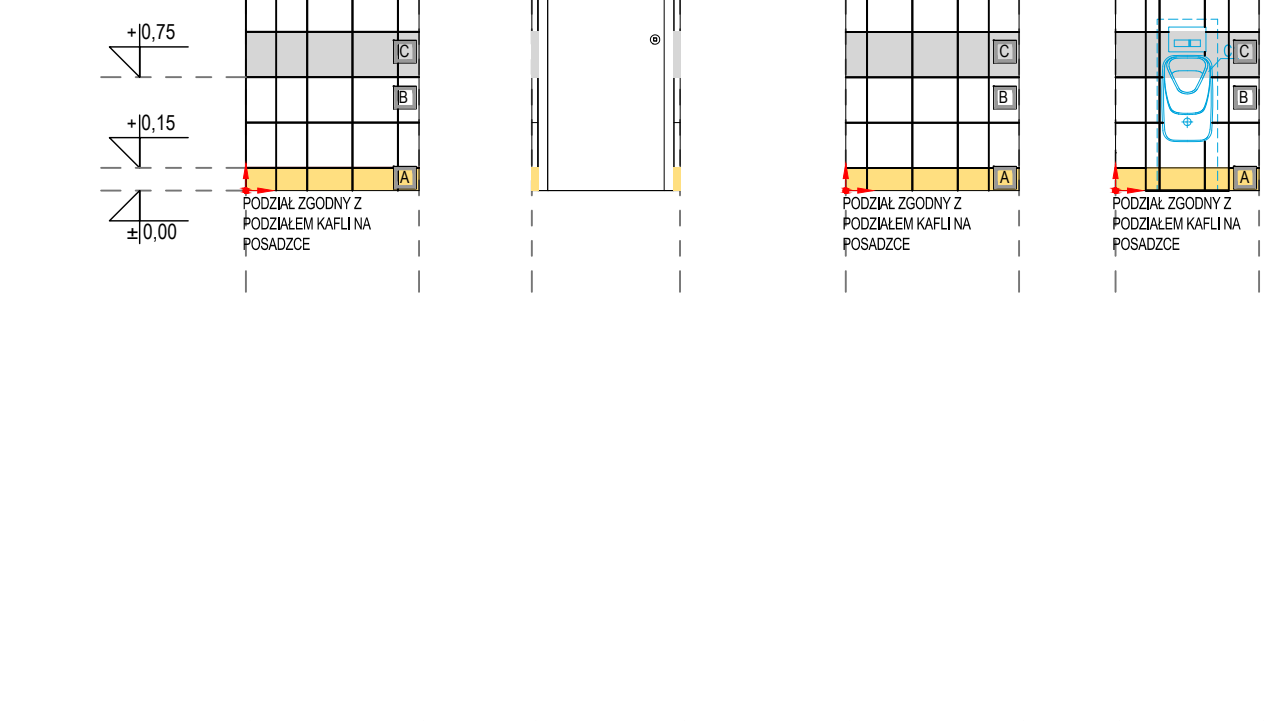 +0,75
C
C
C
C
B
B
B
+0,15
A
A
A
PODZIAŁ ZGODNY Z
PODZIAŁEM KAFLI NA
POSADZCE
PODZIAŁ ZGODNY Z
PODZIAŁEM KAFLI NA
POSADZCE
PODZIAŁ ZGODNY Z
PODZIAŁEM KAFLI NA
POSADZCE
±0,00